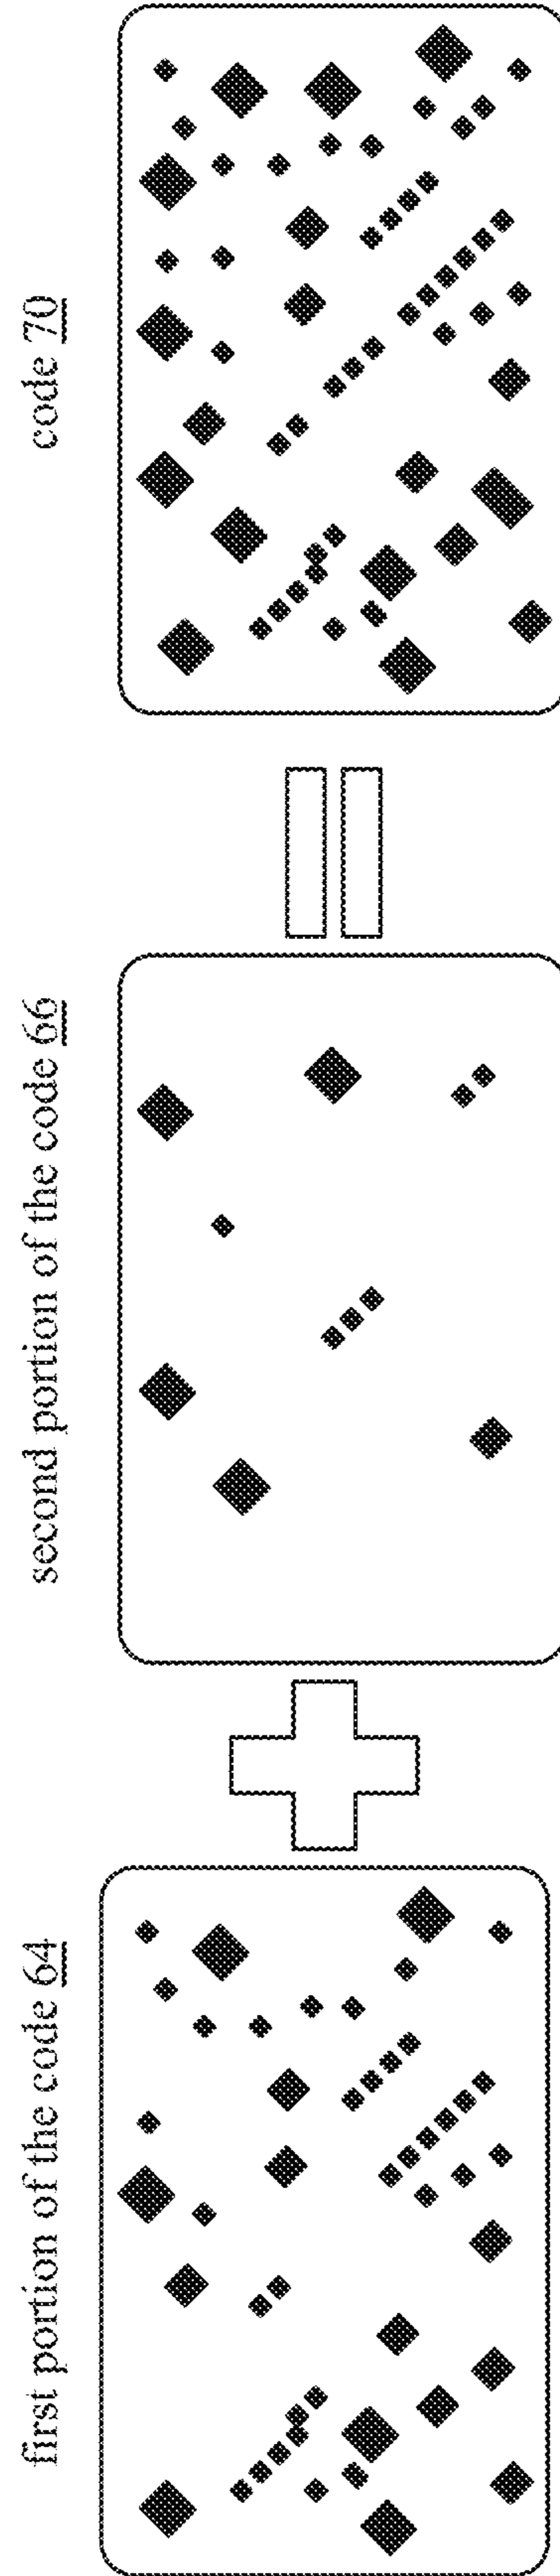 first portion of the code 64
second portion of the code 66
code 70